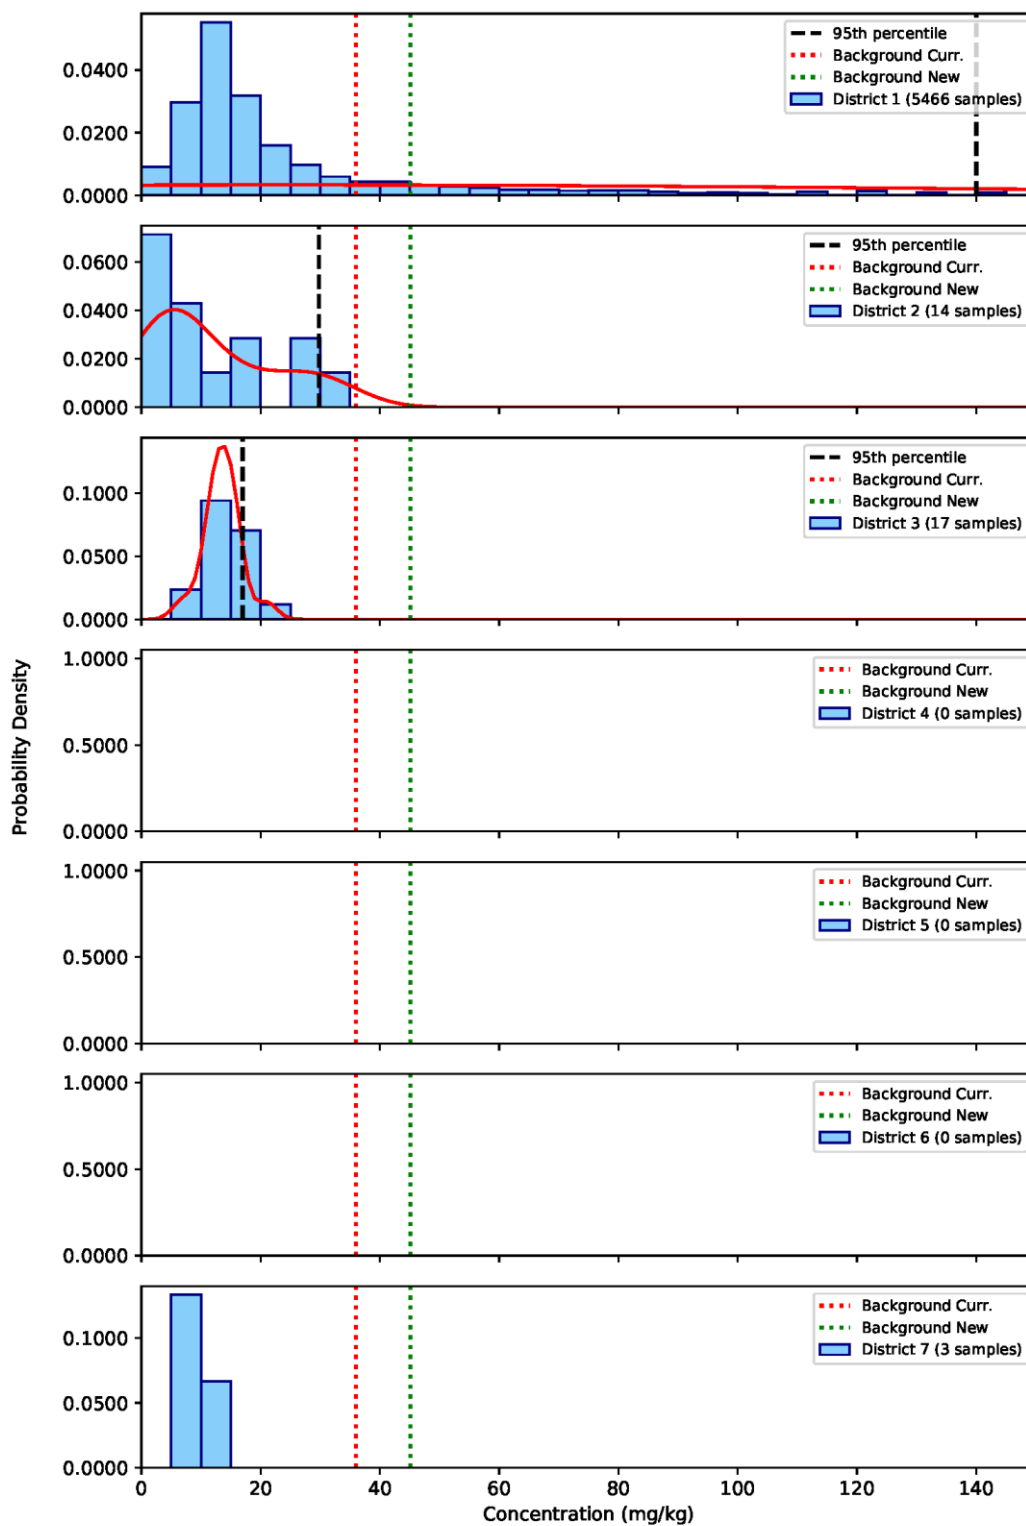 95th percentile
Background Curr.
Background New
District 1 (5466 samples)
0.0400
0.0200
0.0000
95th percentile
Background Curr.
Background New
District 2 (14 samples)
0.0600
0.0400
0.0200
0.0000
95th percentile
Background Curr.
Background New
District 3 (17 samples)
0.1000
0.0500
0.0000
Probability Density
Background Curr.
Background New
District 4 (0 samples)
1.0000
0.5000
0.0000
Background Curr.
Background New
District 5 (0 samples)
1.0000
0.5000
0.0000
Background Curr.
Background New
District 6 (0 samples)
1.0000
0.5000
0.0000
Background Curr.
Background New
District 7 (3 samples)
0.1000
0.0500
0.0000
0 20 40 60 80 100 120 140
Concentration (mg/kg)